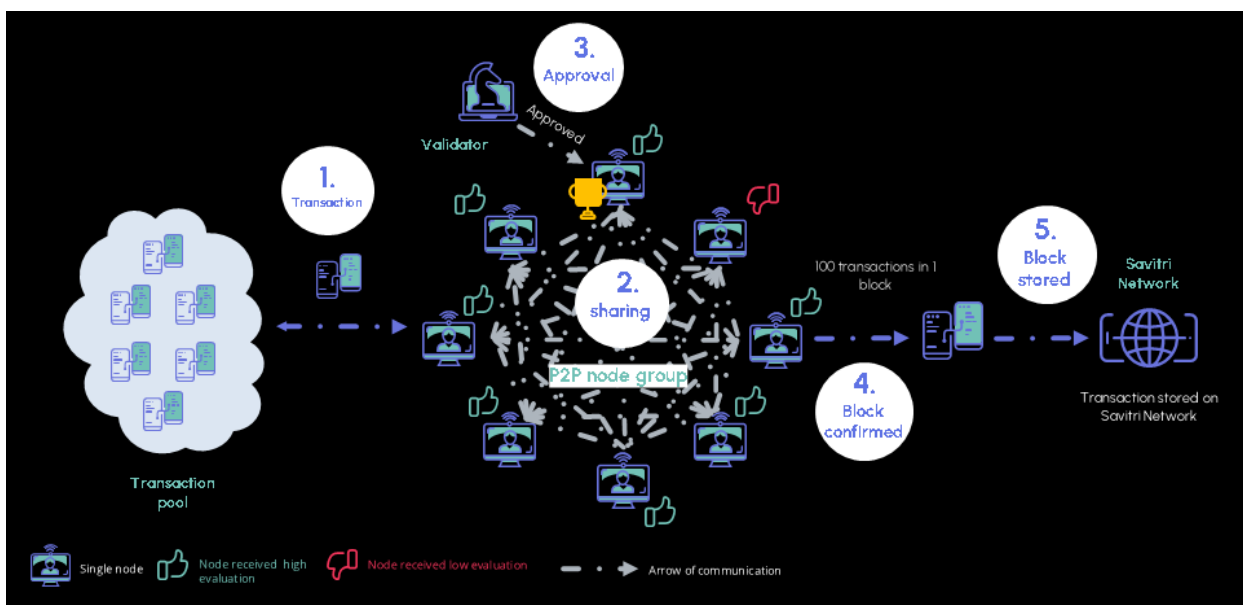 3.
Approval
Approved
Validator
1.
Transaction
2.
sharing
P2P node group
100 transactions in 1
block
5.
Block
stored
Savitri
Network
4.
Block
confirmed
Transaction stored on
Savitri Network
Transaction
pool
Single node
Node received high
evaluation
Node received low evaluation
Arrow of communication